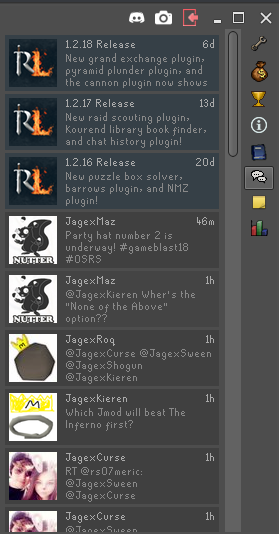 1.2.18 Release 6d
New grand exchange plugin,
pyramid plunder plugin, and
the cannon plugin now shows
1.2.17 Release 13d
New raid scouting plugin,
Kourend library book finder,
and chat history plugin!
1.2.16 Release 20d
New puzzle box solver,
barrows plugin, and NMZ
plugin!
JagexMaz 46m
Party hat number 2 is
underway! #gameblast18
#OSRS
NUTTER
JagexMaz 1h
@JagexKieren Wher's the
"None of the Above"
option??
NUTTER
JagexRoq 1h
@JagexCurse @JagexSween
@JagexShogun
@JagexKieren
JagexKieren 1h
Which Jmod will beat The
Inferno first?
JagexCurse 1h
RT @rs07meric:
@JagexSween
@JagexCurse
JagexCurse 1h
@JagexSween